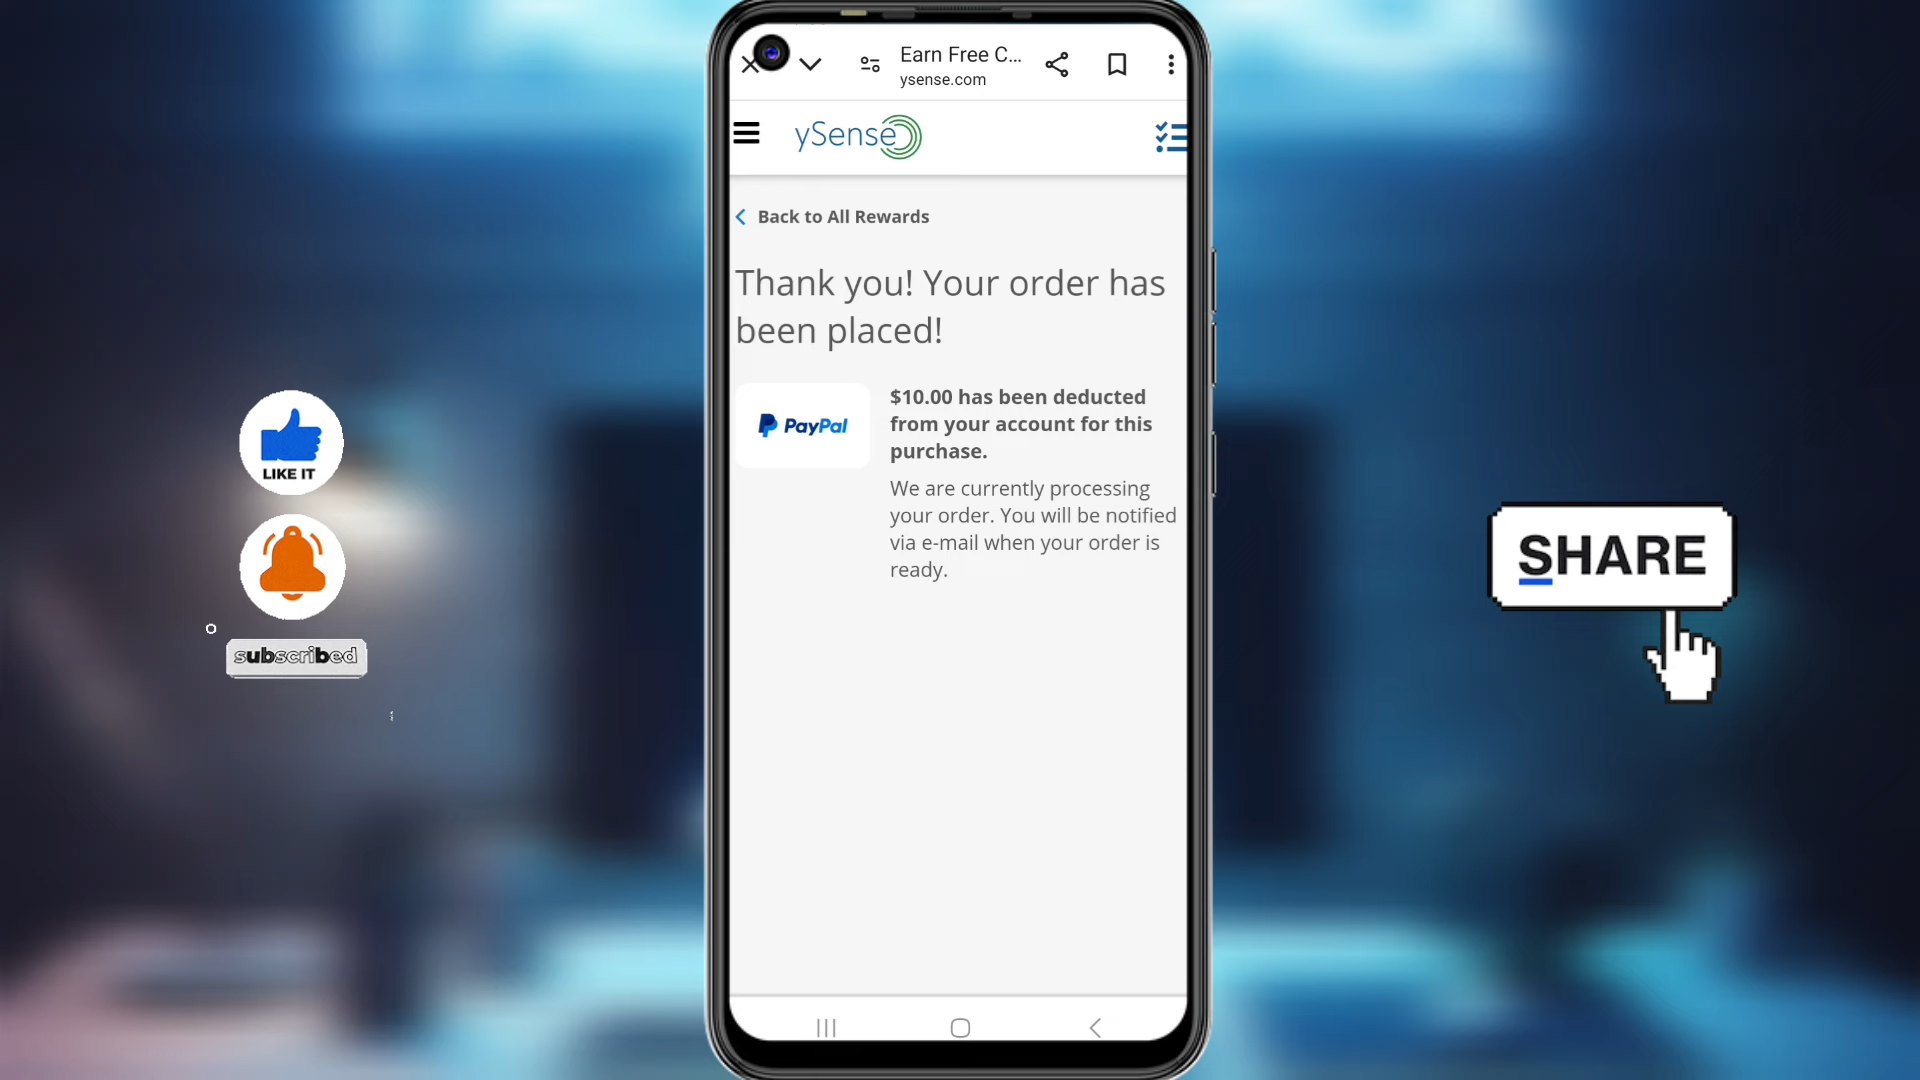 Earn Free C...
ysense.com
ySense
Back to All Rewards
Thank you! Your order has
been placed!
PayPal
$10.00 has been deducted
from your account for this
purchase.
We are currently processing
your order. You will be notified
via e-mail when your order is
ready.
LIKE IT
subscribed
SHARE